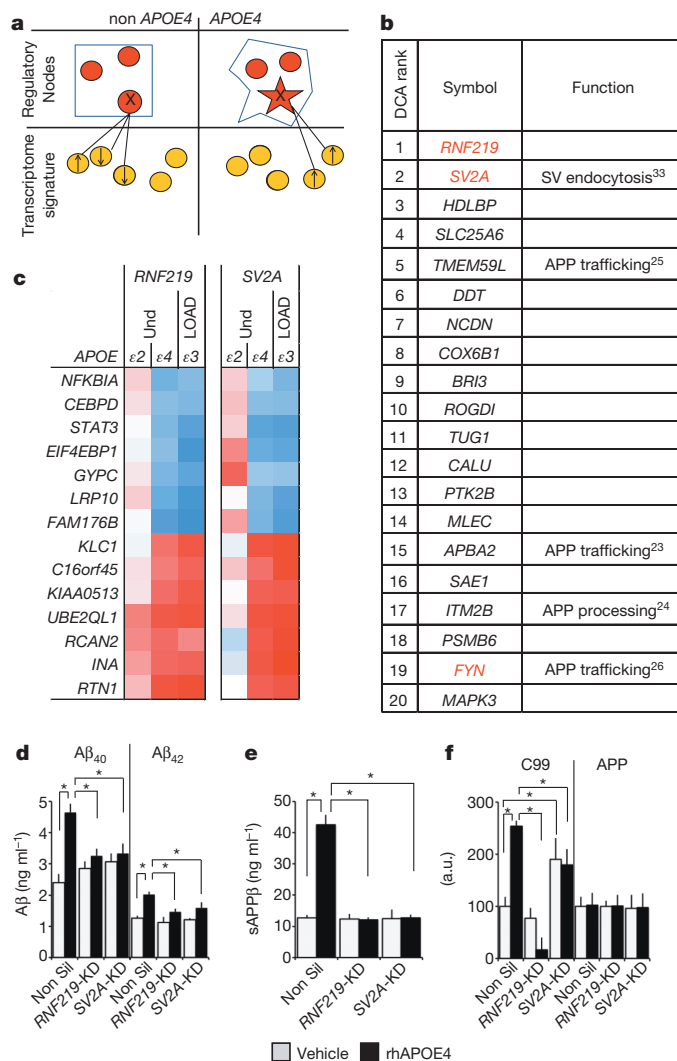 a
non APOE4
APOE4
Regulatory
Nodes
X
X
Transcriptome
signature
b
DCA rank
Symbol
Function
1 RNF219
2 SV2A SV endocytosis33
3 HDLBP
4 SLC25A6
5 TMEM59L APP trafficking25
6 DDT
7 NCDN
8 COX6B1
9 BRI3
10 ROGDI
11 TUG1
12 CALU
13 PTK2B
14 MLEC
15 APBA2 APP trafficking23
16 SAE1
17 ITM2B APP processing24
18 PSMB6
19 FYN APP trafficking26
20 MAPK3
c
RNF219 SV2A
Und LOAD Und LOAD
APOE ε2 ε4 ε3 ε2 ε4 ε3
NFKBIA
CEBPD
STAT3
EIF4EBP1
GYPC
LRP10
FAM176B
KLC1
C16orf45
KIAA0513
UBE2QL1
RCAN2
INA
RTN1
d
Aβ40 Aβ42
Aβ (ng ml−1)
5
4
3
2
1
0
* * *
* * *
Non Sil
RNF219-KD
SV2A-KD
Non Sil
RNF219-KD
SV2A-KD
e
sAPPβ (ng ml−1)
50
40
30
20
10
0
* * *
Non Sil
RNF219-KD
SV2A-KD
f
C99 APP
(a.u.)
300
200
100
0
* * * *
Non Sil
RNF219-KD
SV2A-KD
Non Sil
RNF219-KD
SV2A-KD
Vehicle rhAPOE4